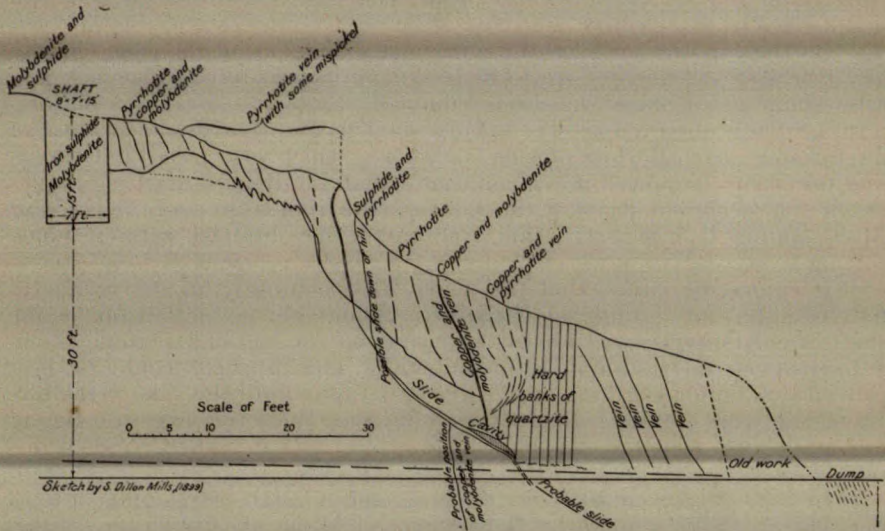 Molybdenite and
sulphide
SHAFT
8'×7'×15'
Pyrrhotite
copper and
molybdenite
Pyrrhotite vein
(with some mispickel
Iron sulphide
Molybdenite
15 ft.
7 ft.
Sulphide and
pyrrhotite
Pyrrhotite
Copper and molybdenite
Copper and
pyrrhotite vein
Possible slide down of hill
Copper and
molybdenite vein
30 ft.
Slide
Cavity
Hard
banks of
quartzite
Vein
Vein
Vein
Vein
Scale of Feet
0 5 10 20 30
Probable position
of copper and
molybdenite vein
Probable slide
Old work
Dump
Sketch by S. Dillon Mills, (1899)